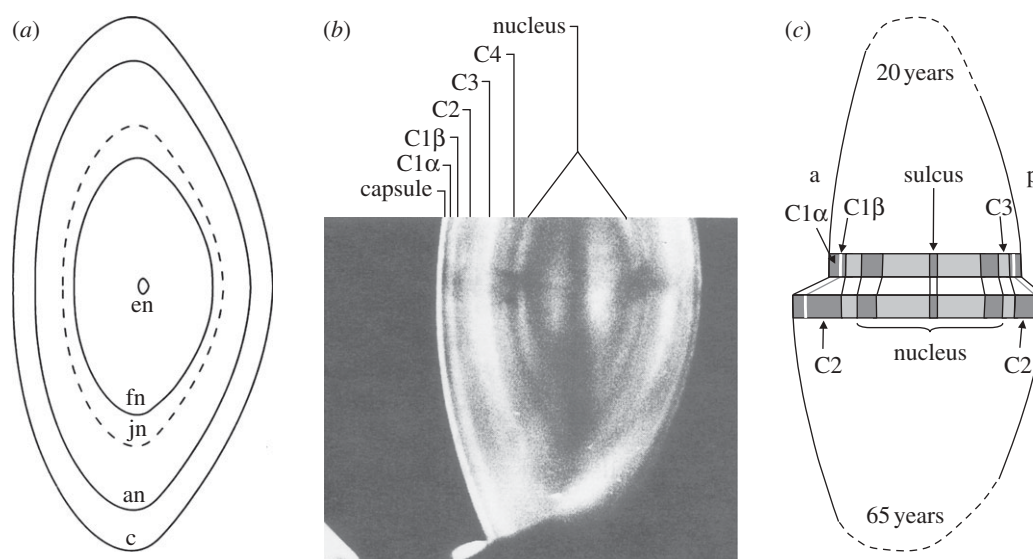 (a)
en
fn
jn
an
c
(b)
nucleus
C4
C3
C2
C1β
C1α
capsule
(c)
20 years
a
p
sulcus
C1α
C1β
C3
C2
nucleus
C2
65 years